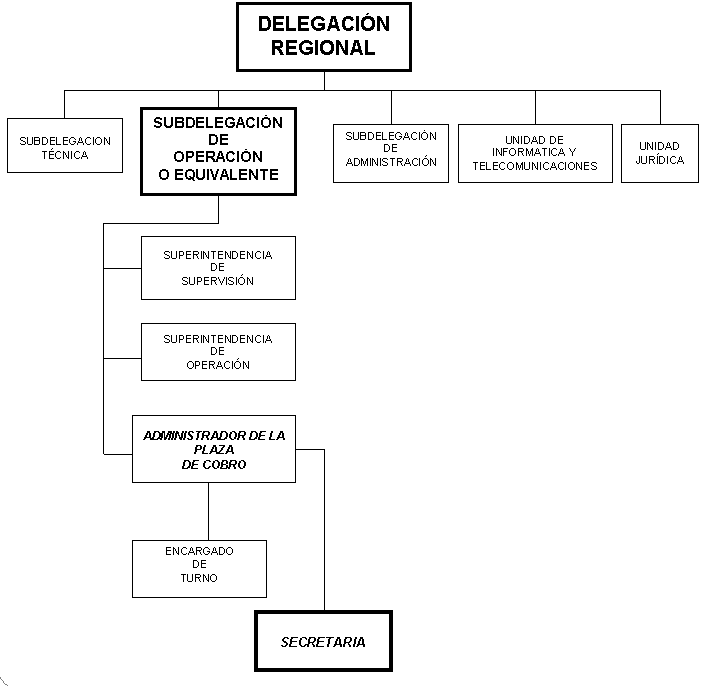 DELEGACIÓN
REGIONAL
SUBDELEGACION
TÉCNICA
SUBDELEGACIÓN
DE
OPERACIÓN
O EQUIVALENTE
SUBDELEGACIÓN
DE
ADMINISTRACIÓN
UNIDAD DE
INFORMATICA Y
TELECOMUNICACIONES
UNIDAD
JURÍDICA
SUPERINTENDENCIA
DE
SUPERVISIÓN
SUPERINTENDENCIA
DE
OPERACIÓN
ADMINISTRADOR DE LA
PLAZA
DE COBRO
ENCARGADO
DE
TURNO
SECRETARIA